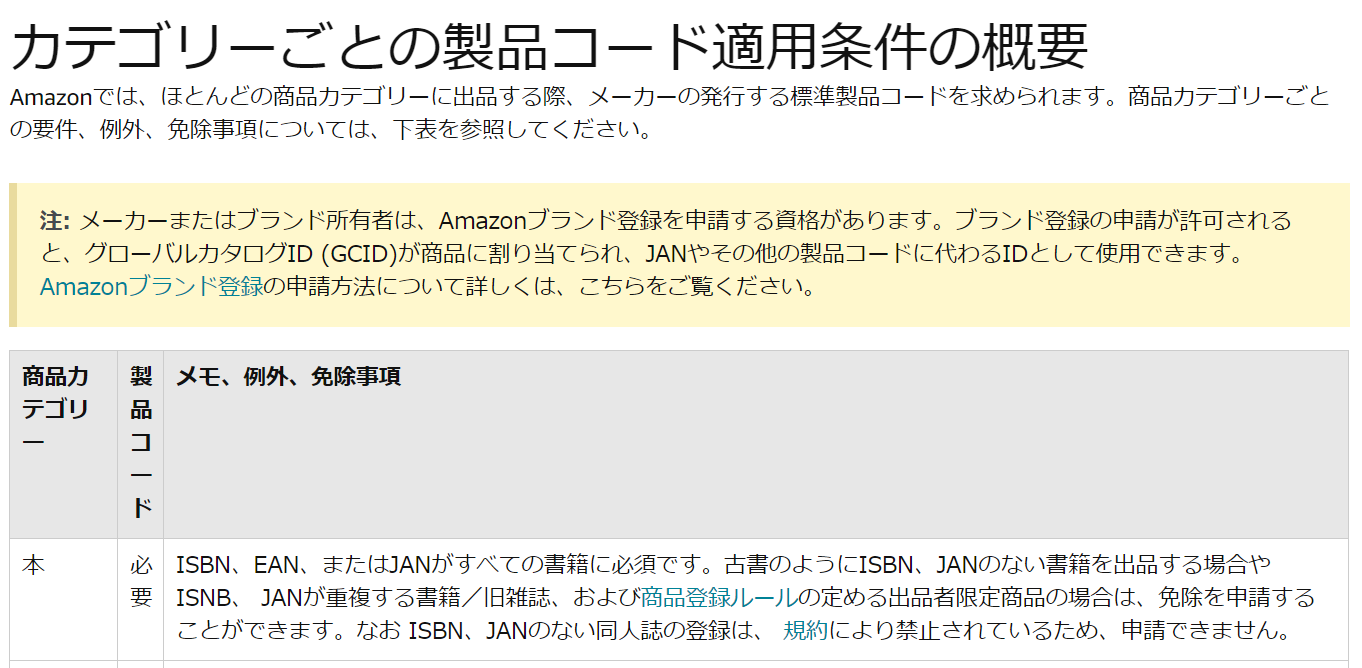 カテゴリーごとの製品コード適用条件の概要
Amazonでは、ほとんどの商品カテゴリーに出品する際、メーカーの発行する標準製品コードを求められます。商品カテゴリーごと
の要件、例外、免除事項については、下表を参照してください。
注: メーカーまたはブランド所有者は、Amazonブランド登録を申請する資格があります。ブランド登録の申請が許可される
と、グローバルカタログID (GCID)が商品に割り当てられ、JANやその他の製品コードに代わるIDとして使用できます。
Amazonブランド登録の申請方法について詳しくは、こちらをご覧ください。
商品カ
テゴリ
ー
製
品
コ
ー
ド
メモ、例外、免除事項
本
必
要
ISBN、EAN、またはJANがすべての書籍に必須です。古書のようにISBN、JANのない書籍を出品する場合や
ISNB、 JANが重複する書籍／旧雑誌、および商品登録ルールの定める出品者限定商品の場合は、免除を申請する
ことができます。なお ISBN、JANのない同人誌の登録は、 規約により禁止されているため、申請できません。